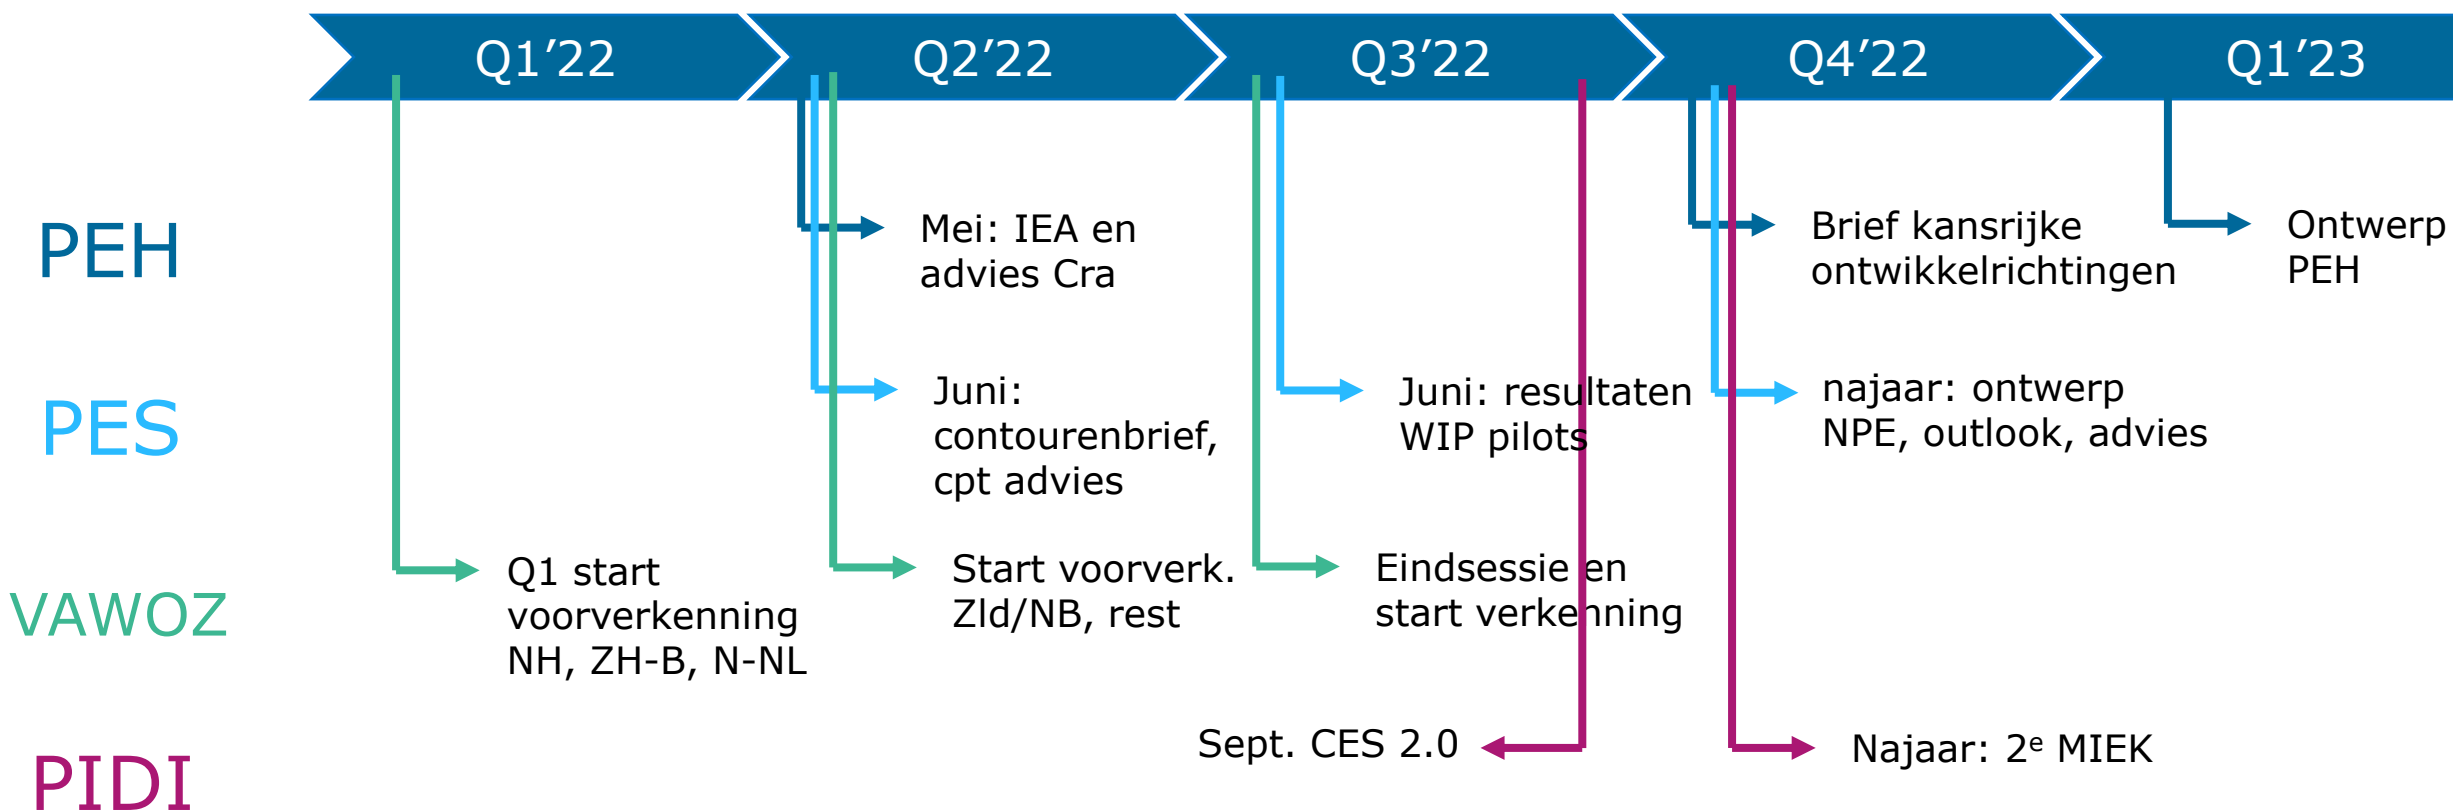 Q1’22
Q2’22
Q3’22
Q4’22
Q1’23
PEH
Mei: IEA en
advies Cra
Brief kansrijke
ontwikkelrichtingen
Ontwerp
PEH
PES
Juni:
contourenbrief,
cpt advies
Juni: resultaten
WIP pilots
najaar: ontwerp
NPE, outlook, advies
VAWOZ
Q1 start
voorverkenning
NH, ZH-B, N-NL
Start voorverk.
Zld/NB, rest
Eindsessie en
start verkenning
PIDI
Sept. CES 2.0
Najaar: 2e MIEK